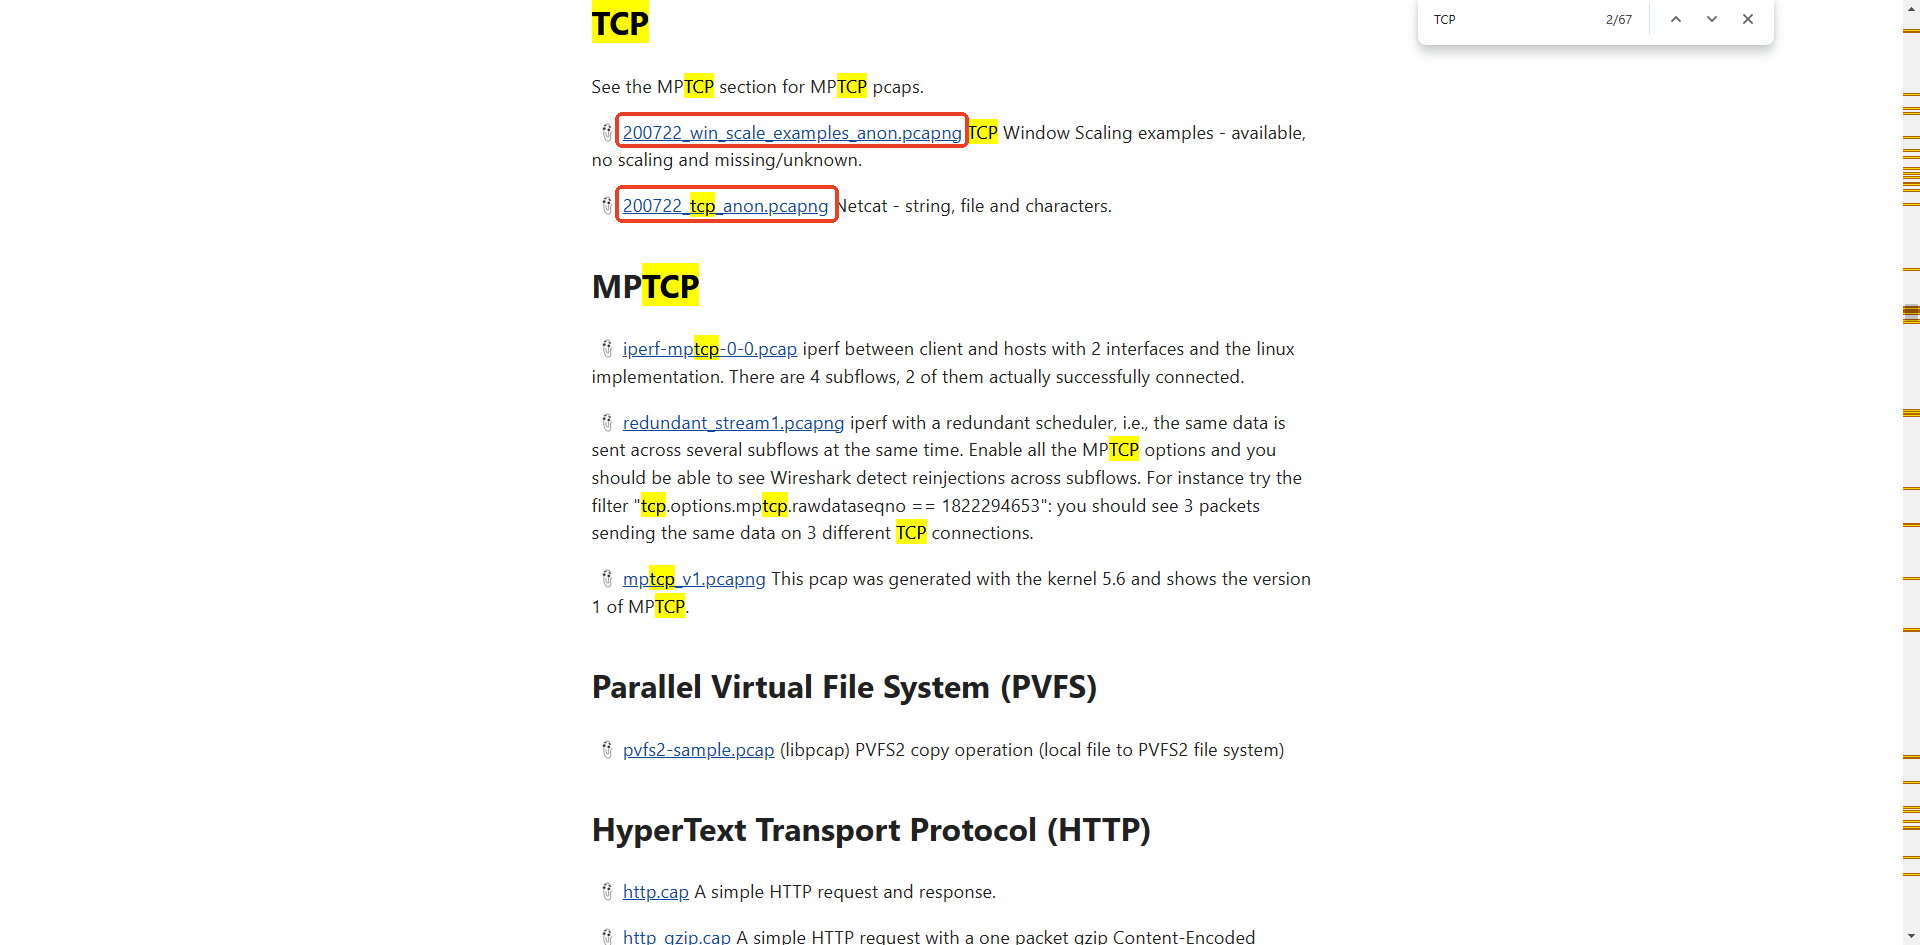 TCP
TCP 2/67
See the MPTCP section for MPTCP pcaps.
200722_win_scale_examples_anon.pcapng TCP Window Scaling examples - available,
no scaling and missing/unknown.
200722_tcp_anon.pcapng Netcat - string, file and characters.
MPTCP
iperf-mptcp-0-0.pcap iperf between client and hosts with 2 interfaces and the linux
implementation. There are 4 subflows, 2 of them actually successfully connected.
redundant_stream1.pcapng iperf with a redundant scheduler, i.e., the same data is
sent across several subflows at the same time. Enable all the MPTCP options and you
should be able to see Wireshark detect reinjections across subflows. For instance try the
filter "tcp.options.mptcp.rawdataseqno == 1822294653": you should see 3 packets
sending the same data on 3 different TCP connections.
mptcp_v1.pcapng This pcap was generated with the kernel 5.6 and shows the version
1 of MPTCP.
Parallel Virtual File System (PVFS)
pvfs2-sample.pcap (libpcap) PVFS2 copy operation (local file to PVFS2 file system)
HyperText Transport Protocol (HTTP)
http.cap A simple HTTP request and response.
http_gzip.cap A simple HTTP request with a one packet gzip Content-Encoded